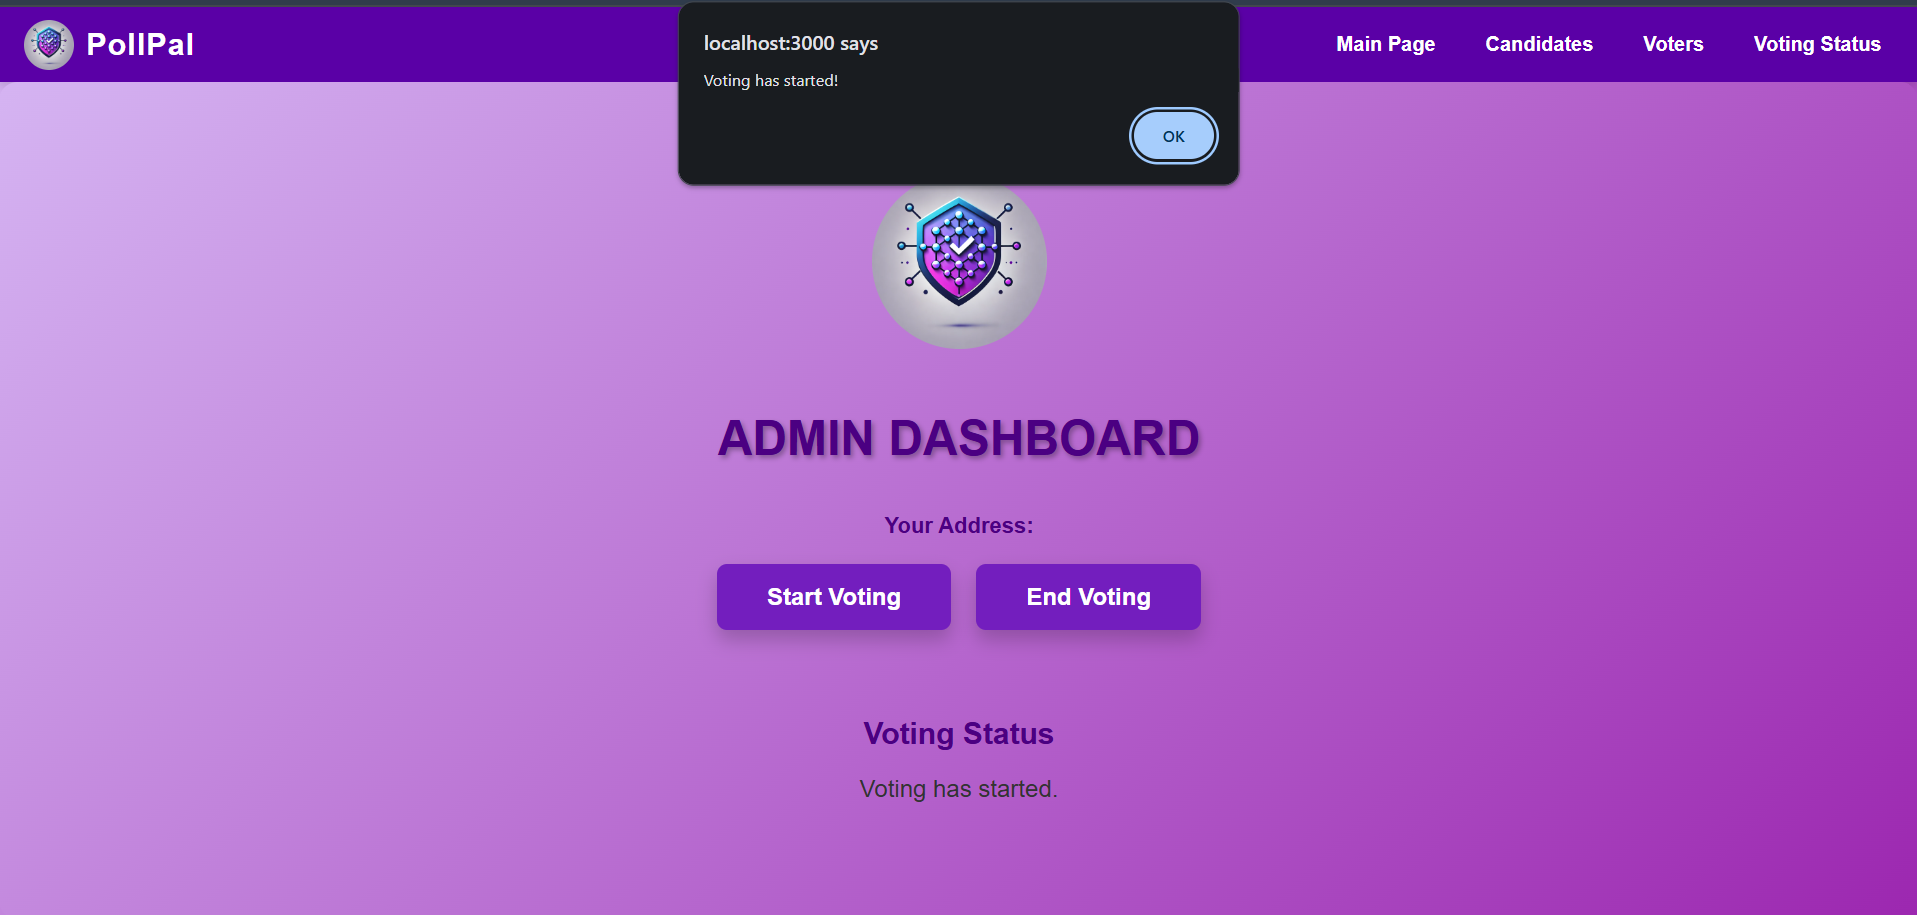 PollPal
Main Page
Candidates
Voters
Voting Status
localhost:3000 says
Voting has started!
OK
ADMIN DASHBOARD
Your Address:
Start Voting
End Voting
Voting Status
Voting has started.